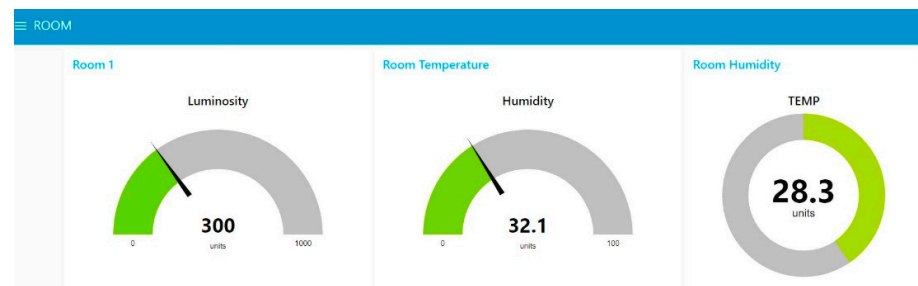 ROOM
Room 1
Luminosity
300
units
0
1000
Room Temperature
Humidity
32.1
units
0
100
Room Humidity
TEMP
28.3
units